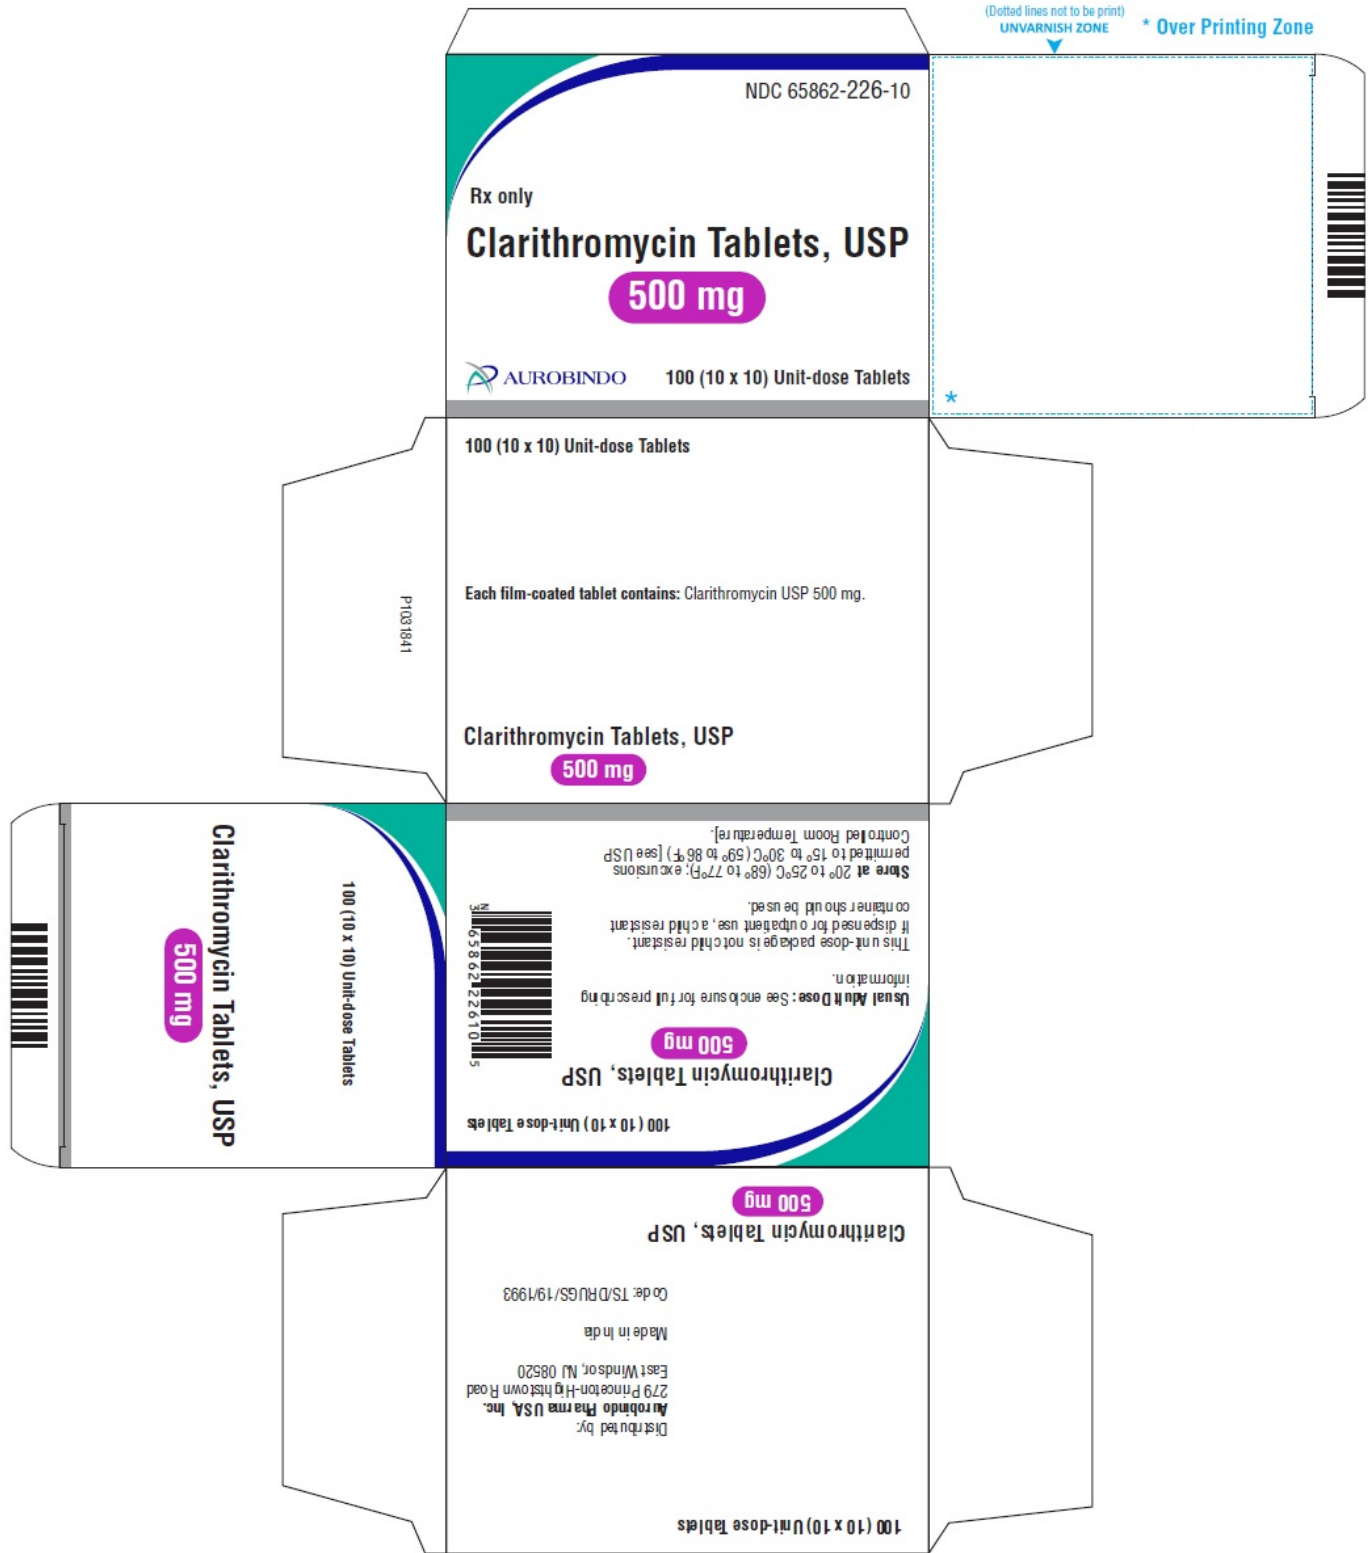 (Dotted lines not to be print)
UNVARNISH ZONE
* Over Printing Zone
NDC 65862-226-10
Rx only
Clarithromycin Tablets, USP
500 mg
AUROBINDO
100 (10 x 10) Unit-dose Tablets
*
100 (10 x 10) Unit-dose Tablets
Each film-coated tablet contains: Clarithromycin USP 500 mg.
P1031841
Clarithromycin Tablets, USP
500 mg
Clarithromycin Tablets, USP
500 mg
100 (10 x 10) Unit-dose Tablets
100 (10 x 10) Unit-dose Tablets
Clarithromycin Tablets, USP
500 mg
Usual Adult Dose: See enclosure for full prescribing
information.
This unit-dose package is not child resistant.
If dispensed for outpatient use, a child resistant
container should be used.
Store at 20° to 25°C (68° to 77°F); excursions
permitted to 15° to 30°C (59° to 86°F) [see USP
Controlled Room Temperature].
N
3 65862 22610 5
100 (10 x 10) Unit-dose Tablets
Distributed by:
Aurobindo Pharma USA, Inc.
279 Princeton-Hightstown Road
East Windsor, NJ 08520
Made in India
Code: TS/DRUGS/19/1993
Clarithromycin Tablets, USP
500 mg